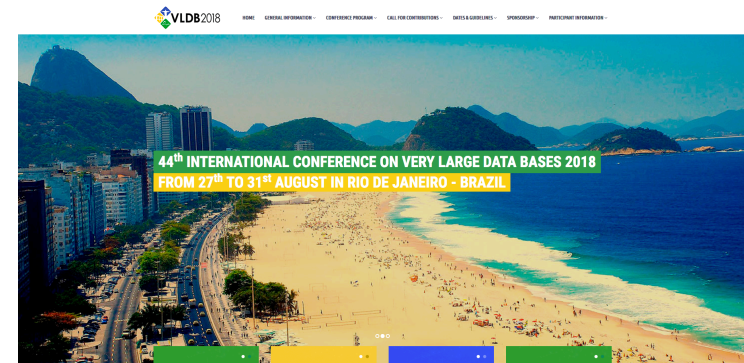 VLDB2018
HOME GENERAL INFORMATION CONFERENCE PROGRAM CALL FOR CONTRIBUTIONS DATES & GUIDELINES SPONSORSHIP PARTICIPANT INFORMATION
44th INTERNATIONAL CONFERENCE ON VERY LARGE DATA BASES 2018
FROM 27th TO 31st AUGUST IN RIO DE JANEIRO - BRAZIL